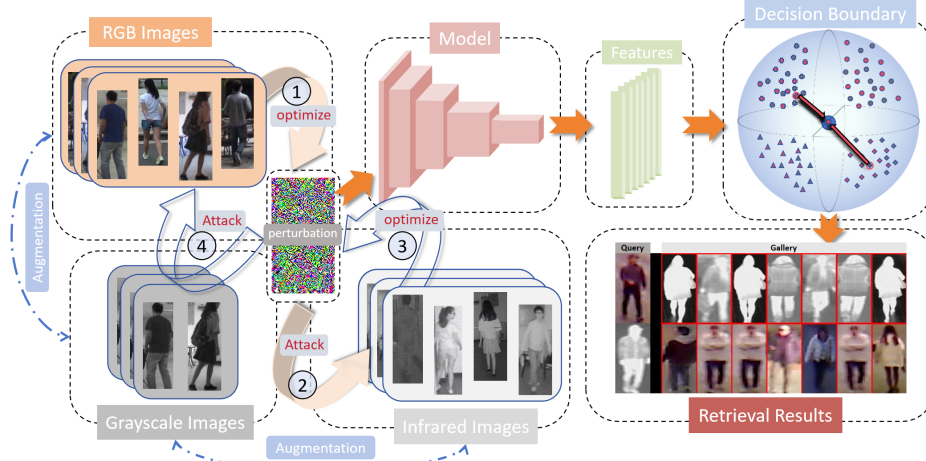 RGB Images
Model
Features
Decision Boundary
1
optimize
Augmentation
perturbation
Attack
4
optimize
3
Attack
2
Grayscale Images
Infrared Images
Augmentation
Query
Gallery
Retrieval Results